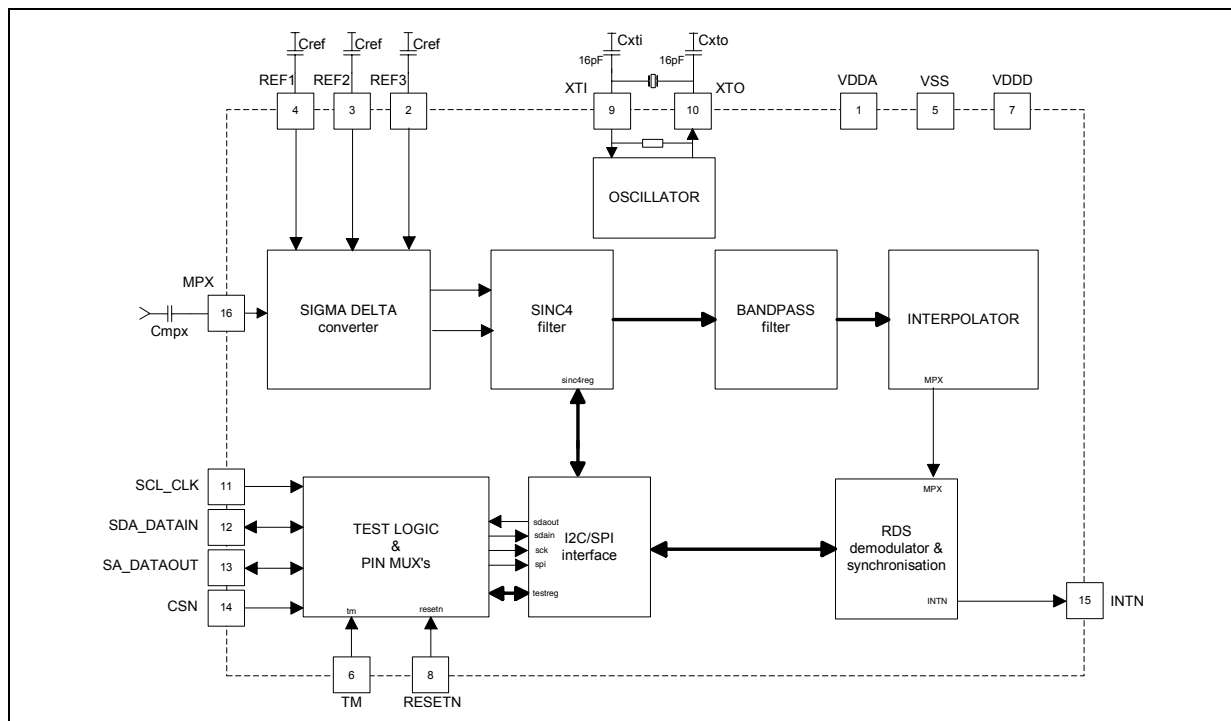 Cref
Cref
Cref
Cxti
Cxto
16pF
16pF
REF1
REF2
REF3
XTI
XTO
VDDA
VSS
VDDD
4
3
2
9
10
1
5
7
OSCILLATOR
MPX
16
Cmpx
SIGMA DELTA
converter
SINC4
filter
sinc4reg
BANDPASS
filter
INTERPOLATOR
MPX
SCL_CLK
11
SDA_DATAIN
12
SA_DATAOUT
13
CSN
14
TEST LOGIC
&
PIN MUX's
tm
resetn
sdaout
sdain
sck
spi
testreg
I2C/SPI
interface
MPX
RDS
demodulator &
synchronisation
INTN
15
INTN
6
TM
8
RESETN